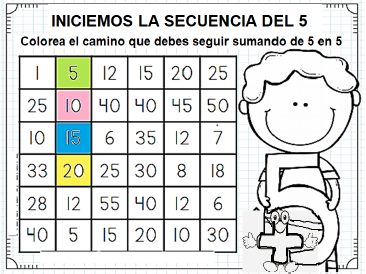 INICIEMOS LA SECUENCIA DEL 5
Colorea el camino que debes seguir sumando de 5 en 5
1 5 12 15 20 25
25 10 40 40 45 50
10 15 6 35 12 7
33 20 25 30 8 18
28 12 55 40 12 6
40 5 15 20 10 30
5